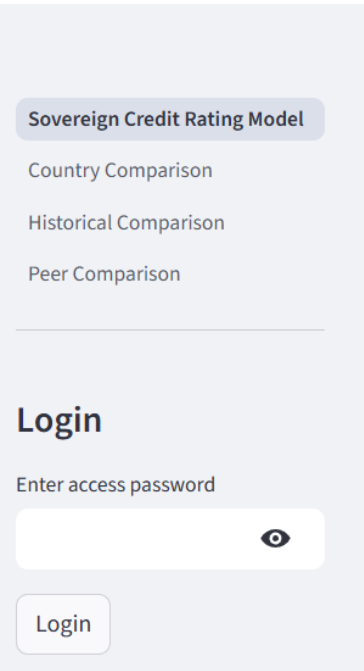 Sovereign Credit Rating Model
Country Comparison
Historical Comparison
Peer Comparison
Login
Enter access password
Login